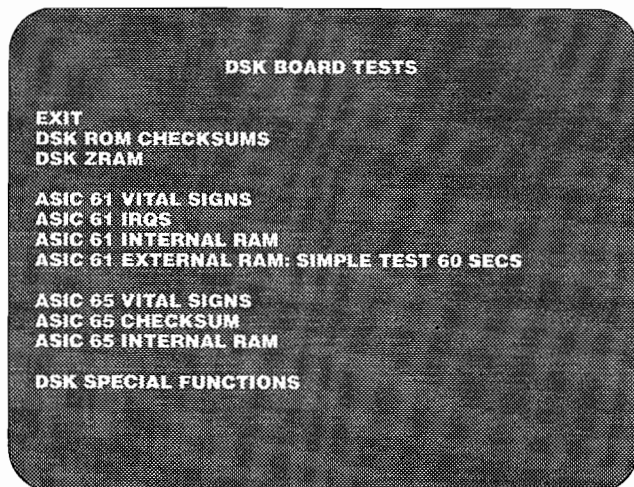 DSK BOARD TESTS
EXIT
DSK ROM CHECKSUMS
DSK ZRAM
ASIC 61 VITAL SIGNS
ASIC 61 IRQS
ASIC 61 INTERNAL RAM
ASIC 61 EXTERNAL RAM: SIMPLE TEST 60 SECS
ASIC 65 VITAL SIGNS
ASIC 65 CHECKSUM
ASIC 65 INTERNAL RAM
DSK SPECIAL FUNCTIONS